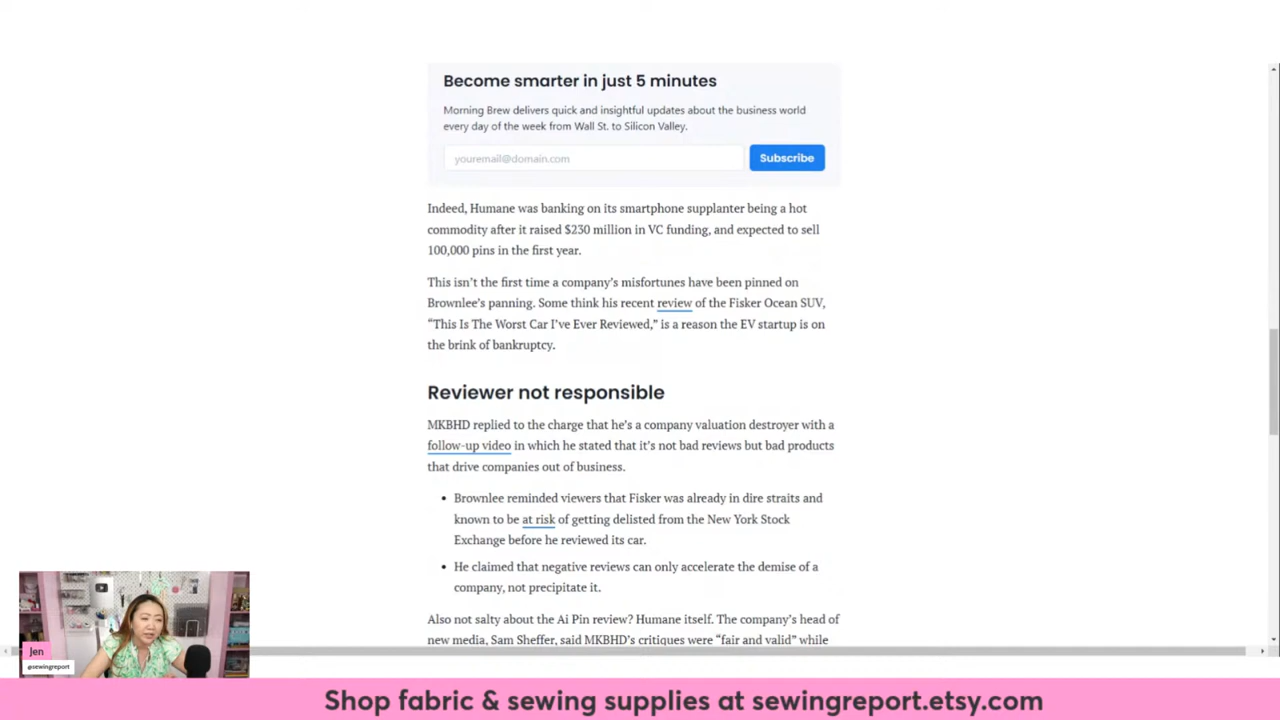 Become smarter in just 5 minutes
Morning Brew delivers quick and insightful updates about the business world
every day of the week from Wall St. to Silicon Valley.
youremail@domain.com
Subscribe
Indeed, Humane was banking on its smartphone supplanter being a hot
commodity after it raised $230 million in VC funding, and expected to sell
100,000 pins in the first year.
This isn’t the first time a company’s misfortunes have been pinned on
Brownlee’s panning. Some think his recent review of the Fisker Ocean SUV,
“This Is The Worst Car I’ve Ever Reviewed,” is a reason the EV startup is on
the brink of bankruptcy.
Reviewer not responsible
MKBHD replied to the charge that he’s a company valuation destroyer with a
follow-up video in which he stated that it’s not bad reviews but bad products
that drive companies out of business.
• Brownlee reminded viewers that Fisker was already in dire straits and
known to be at risk of getting delisted from the New York Stock
Exchange before he reviewed its car.
• He claimed that negative reviews can only accelerate the demise of a
company, not precipitate it.
Also not salty about the Ai Pin review? Humane itself. The company’s head of
new media, Sam Sheffer, said MKBHD’s critiques were “fair and valid” while
Jen
@sewingreport
Shop fabric & sewing supplies at sewingreport.etsy.com